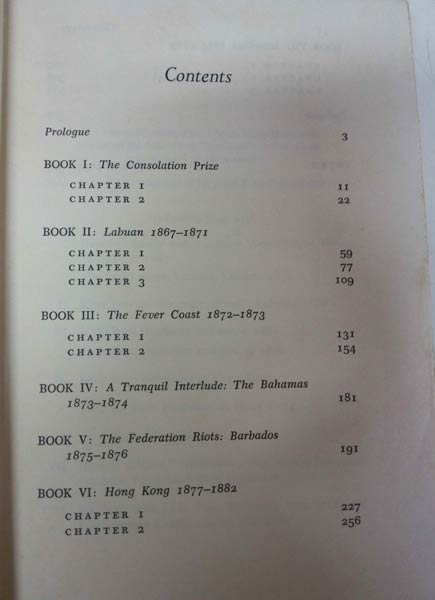 Contents
Prologue 3
BOOK I: The Consolation Prize
CHAPTER 1 11
CHAPTER 2 22
BOOK II: Labuan 1867–1871
CHAPTER 1 59
CHAPTER 2 77
CHAPTER 3 109
BOOK III: The Fever Coast 1872–1873
CHAPTER 1 131
CHAPTER 2 154
BOOK IV: A Tranquil Interlude: The Bahamas
1873–1874 181
BOOK V: The Federation Riots: Barbados
1875–1876 191
BOOK VI: Hong Kong 1877–1882
CHAPTER 1 227
CHAPTER 2 256